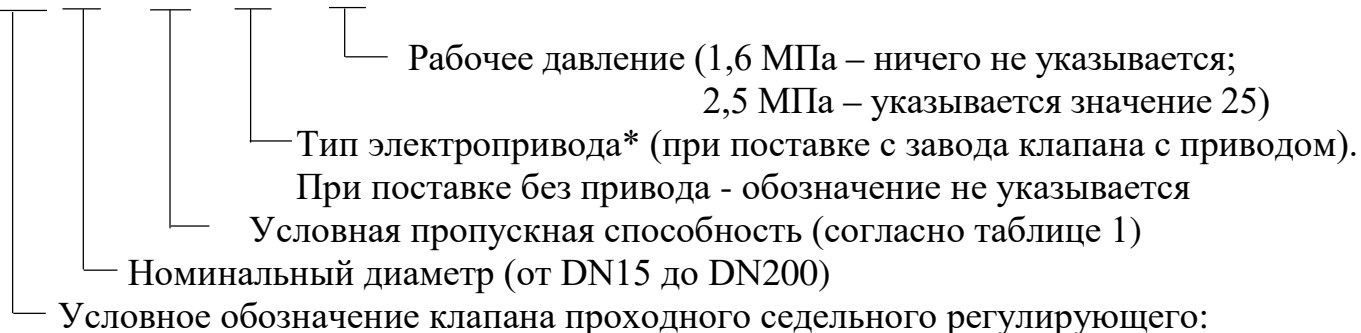 Рабочее давление (1,6 МПа – ничего не указывается;
2,5 МПа – указывается значение 25)
Тип электропривода* (при поставке с завода клапана с приводом).
При поставке без привода - обозначение не указывается
Условная пропускная способность (согласно таблице 1)
Номинальный диаметр (от DN15 до DN200)
Условное обозначение клапана проходного седельного регулирующего: